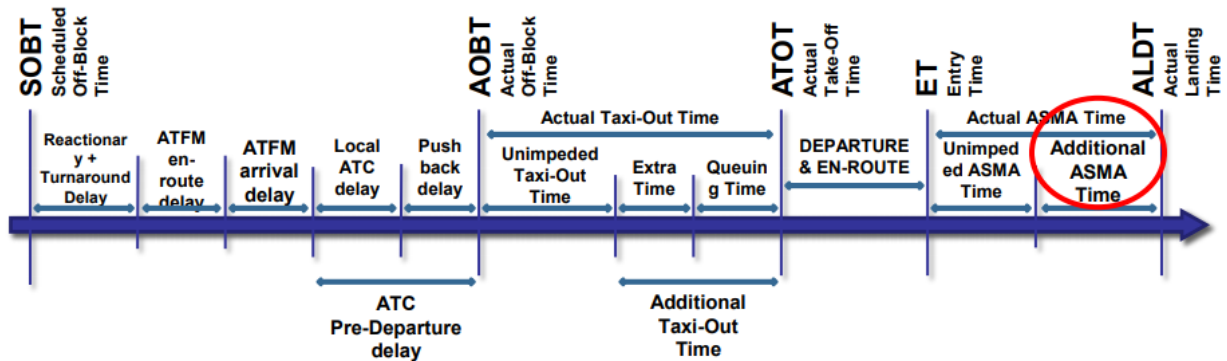 SOBT
Scheduled
Off-Block
Time
AOBT
Actual
Off-Block
Time
ATOT
Actual
Take-Off
Time
ET
Entry
Time
ALDT
Actual
Landing
Time
Reactionar
y +
Turnaround
Delay
ATFM
en-
route
delay
ATFM
arrival
delay
Local
ATC
delay
Push
back
delay
Actual Taxi-Out Time
Unimpeded
Taxi-Out
Time
Extra
Time
Queuin
g Time
DEPARTURE
& EN-ROUTE
Actual ASMA Time
Unimped
ed ASMA
Time
Additional
ASMA
Time
ATC
Pre-Departure
delay
Additional
Taxi-Out
Time